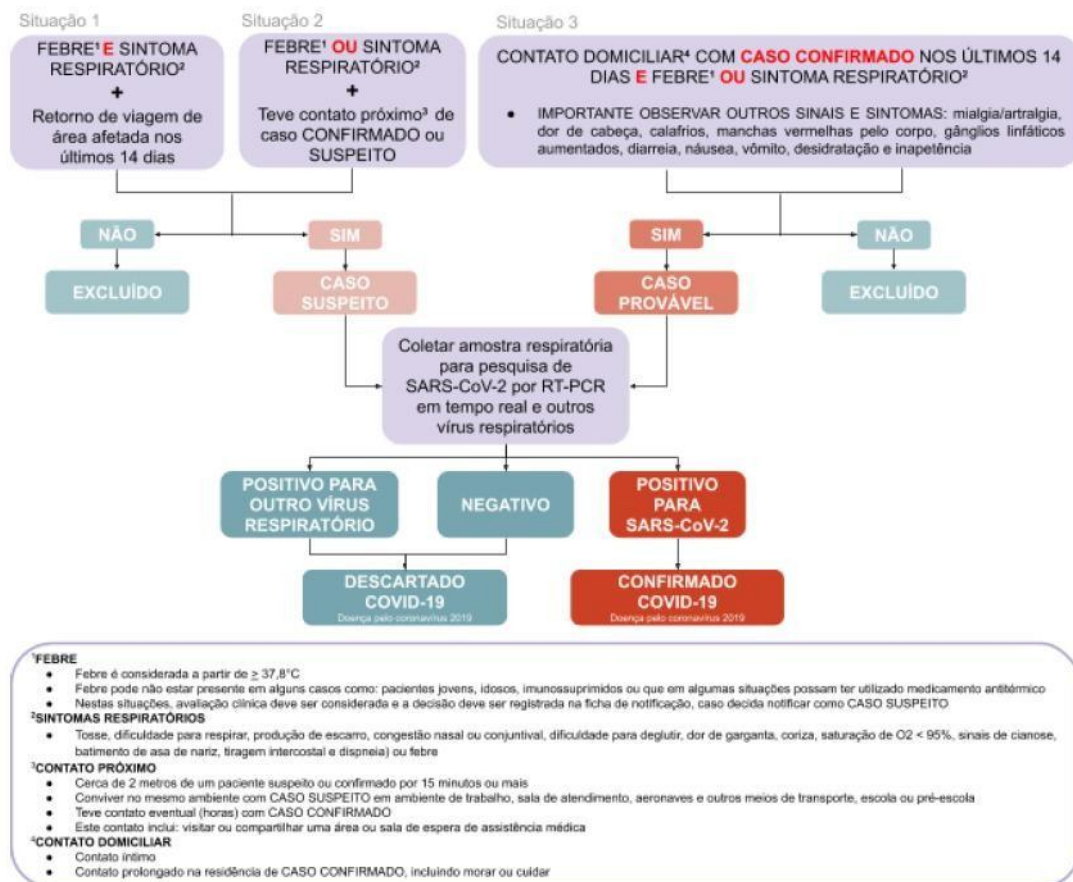 Situação 1
FEBRE¹ E SINTOMA
RESPIRATÓRIO²
+
Retorno de viagem de
área afetada nos
últimos 14 dias
Situação 2
FEBRE¹ OU SINTOMA
RESPIRATÓRIO²
+
Teve contato próximo³ de
caso CONFIRMADO ou
SUSPEITO
Situação 3
CONTATO DOMICILIAR⁴ COM CASO CONFIRMADO NOS ÚLTIMOS 14
DIAS E FEBRE¹ OU SINTOMA RESPIRATÓRIO²
● IMPORTANTE OBSERVAR OUTROS SINAIS E SINTOMAS: mialgia/artralgia,
dor de cabeça, calafrios, manchas vermelhas pelo corpo, gânglios linfáticos
aumentados, diarreia, náusea, vômito, desidratação e inapetência
NÃO
SIM
SIM
NÃO
EXCLUÍDO
CASO
SUSPEITO
CASO
PROVÁVEL
EXCLUÍDO
Coletar amostra respiratória
para pesquisa de
SARS-CoV-2 por RT-PCR
em tempo real e outros
vírus respiratórios
POSITIVO PARA
OUTRO VÍRUS
RESPIRATÓRIO
NEGATIVO
POSITIVO
PARA
SARS-CoV-2
DESCARTADO
COVID-19
Doença pelo coronavírus 2019
CONFIRMADO
COVID-19
Doença pelo coronavírus 2019
¹FEBRE
● Febre é considerada a partir de ≥ 37,8°C
● Febre pode não estar presente em alguns casos como: pacientes jovens, idosos, imunossuprimidos ou que em algumas situações possam ter utilizado medicamento antitérmico
● Nestas situações, avaliação clínica deve ser considerada e a decisão deve ser registrada na ficha de notificação, caso decida notificar como CASO SUSPEITO
²SINTOMAS RESPIRATÓRIOS
● Tosse, dificuldade para respirar, produção de escarro, congestão nasal ou conjuntival, dificuldade para deglutir, dor de garganta, coriza, saturação de O2 < 95%, sinais de cianose,
batimento de asa de nariz, tiragem intercostal e dispneia) ou febre
³CONTATO PRÓXIMO
● Cerca de 2 metros de um paciente suspeito ou confirmado por 15 minutos ou mais
● Conviver no mesmo ambiente com CASO SUSPEITO em ambiente de trabalho, sala de atendimento, aeronaves e outros meios de transporte, escola ou pré-escola
● Teve contato eventual (horas) com CASO CONFIRMADO
● Este contato inclui: visitar ou compartilhar uma área ou sala de espera de assistência médica
⁴CONTATO DOMICILIAR
● Contato íntimo
● Contato prolongado na residência de CASO CONFIRMADO, incluindo morar ou cuidar